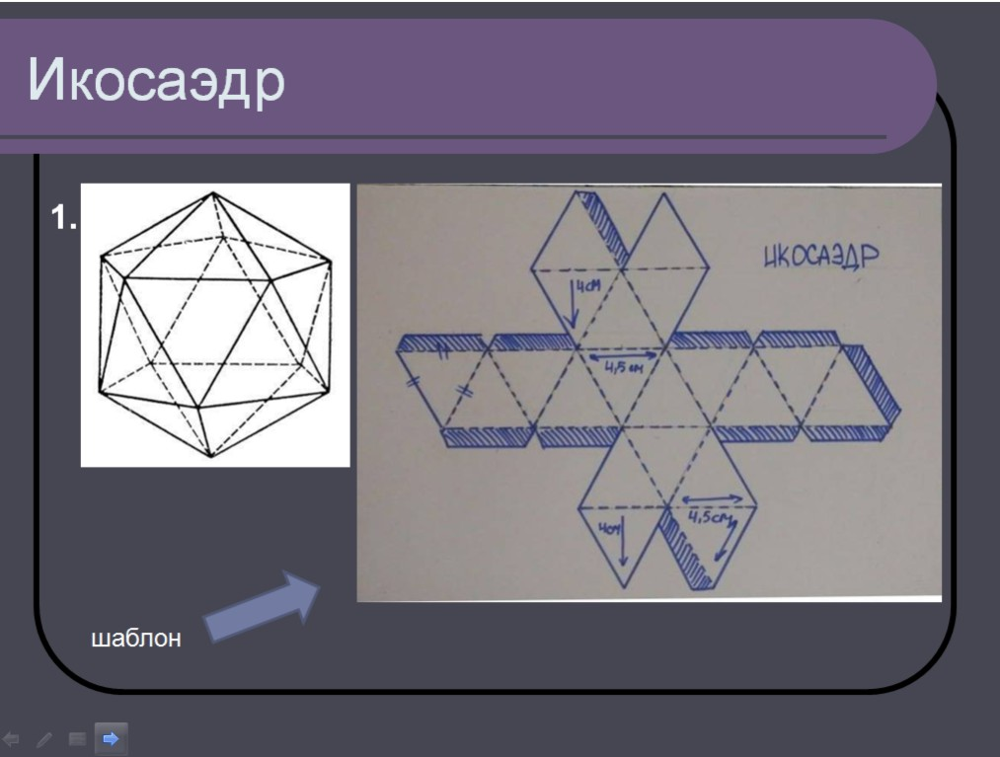 Икосаэдр
1.
ИКОСАЭДР
4см
4,5 см
4см
4,5см
шаблон